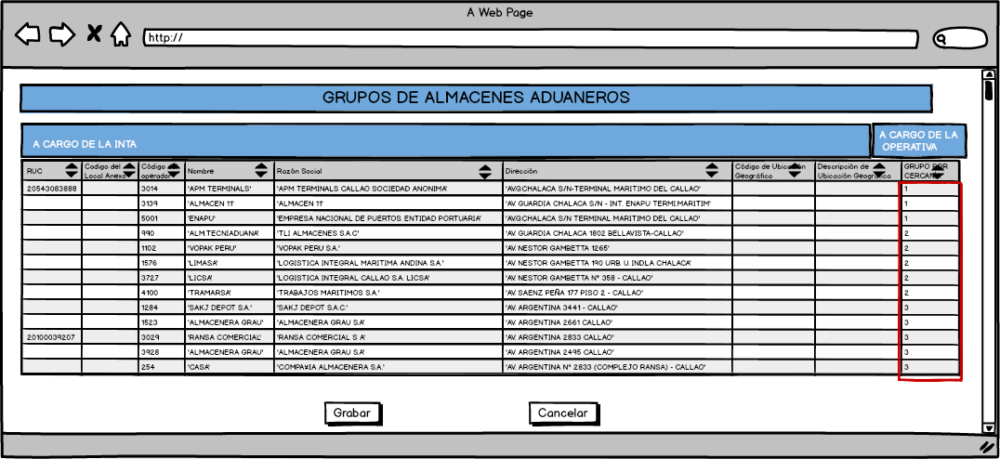 A Web Page
http://
GRUPOS DE ALMACENES ADUANEROS
A CARGO DE LA INTA
A CARGO DE LA
OPERATIVA
RUC Codigo del Local Anexo Código operador Nombre Razón Social Dirección Código de Ubicación Geográfica Descripción de Ubicación Geográfica GRUPO POR CERCANÍA
20543083888 3014 'APM TERMINALS' 'APM TERMINALS CALLAO SOCIEDAD ANONIMA' 'AVG.CHALACA S/N-TERMINAL MARITIMO DEL CALLAO' 1
3139 'ALMACEN 11' 'ALMACEN 11' 'AV. GUARDIA CHALACA S/N - INT. ENAPU TERMI.MARITIM' 1
5001 'ENAPU' 'EMPRESA NACIONAL DE PUERTOS. ENTIDAD PORTUARIA' 'AVG.CHALACA S/N TERMINAL MARITIMO DEL CALLAO' 1
990 'ALM.TECNIADUANA' 'TLI ALMACENES S.A.C' 'AV. GUARDIA CHALACA 1802 BELLAVISTA-CALLAO' 2
1102 'VOPAK PERU' 'VOPAK PERU S.A.' 'AV. NESTOR GAMBETTA 1265' 2
1576 'LIMASA' 'LOGISTICA INTEGRAL MARITIMA ANDINA S.A.' 'AV. NESTOR GAMBETTA 190 URB. U. INDLA CHALACA' 2
3727 'LICSA' 'LOGISTICA INTEGRAL CALLAO S.A. LICSA' 'AV. NESTOR GAMBETTA N° 358 - CALLAO' 2
4100 'TRAMARSA' 'TRABAJOS MARITIMOS S.A.' 'AV. SAENZ PEÑA 177 PISO 2 - CALLAO' 2
1284 'SAKJ DEPOT S.A.' 'SAKJ DEPOT S.A.C.' 'AV. ARGENTINA 3441 - CALLAO' 3
1523 'ALMACENERA GRAU' 'ALMACENERA GRAU S.A' 'AV. ARGENTINA 2661 CALLAO' 3
20100039207 3029 'RANSA COMERCIAL' 'RANSA COMERCIAL S A' 'AV. ARGENTINA 2833 CALLAO' 3
3928 'ALMACENERA GRAU' 'ALMACENERA GRAU S.A' 'AV. ARGENTINA 2495 CALLAO' 3
254 'CASA' 'COMPA¥IA ALMACENERA S.A.' 'AV. ARGENTINA N° 2833 (COMPLEJO RANSA) - CALLAO' 3
Grabar
Cancelar